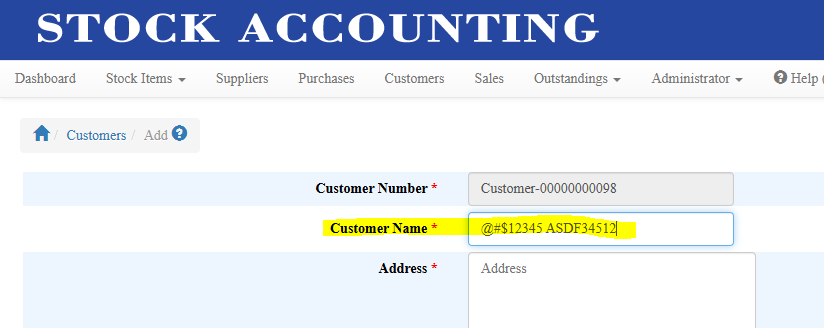 STOCK ACCOUNTING
Dashboard Stock Items Suppliers Purchases Customers Sales Outstandings Administrator Help (
/ Customers / Add
Customer Number * Customer-00000000098
Customer Name * @#$12345 ASDF34512
Address * Address